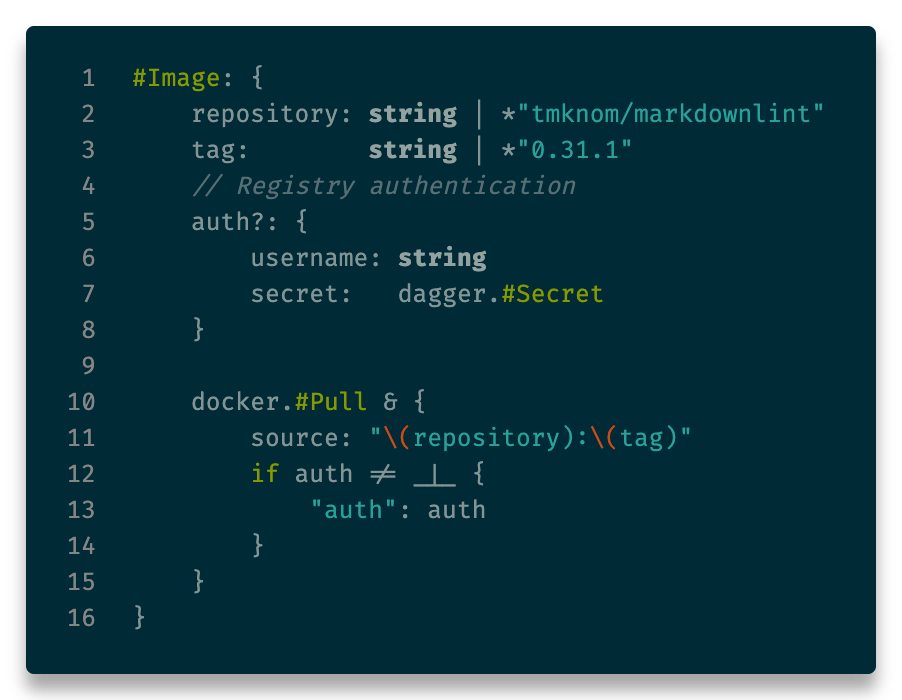 1 #Image: {
2     repository: string | *"tmknom/markdownlint"
3     tag:        string | *"0.31.1"
4     // Registry authentication
5     auth?: {
6         username: string
7         secret:   dagger.#Secret
8     }
9
10     docker.#Pull & {
11         source: "\(repository):\(tag)"
12         if auth != _|_ {
13             "auth": auth
14         }
15     }
16 }